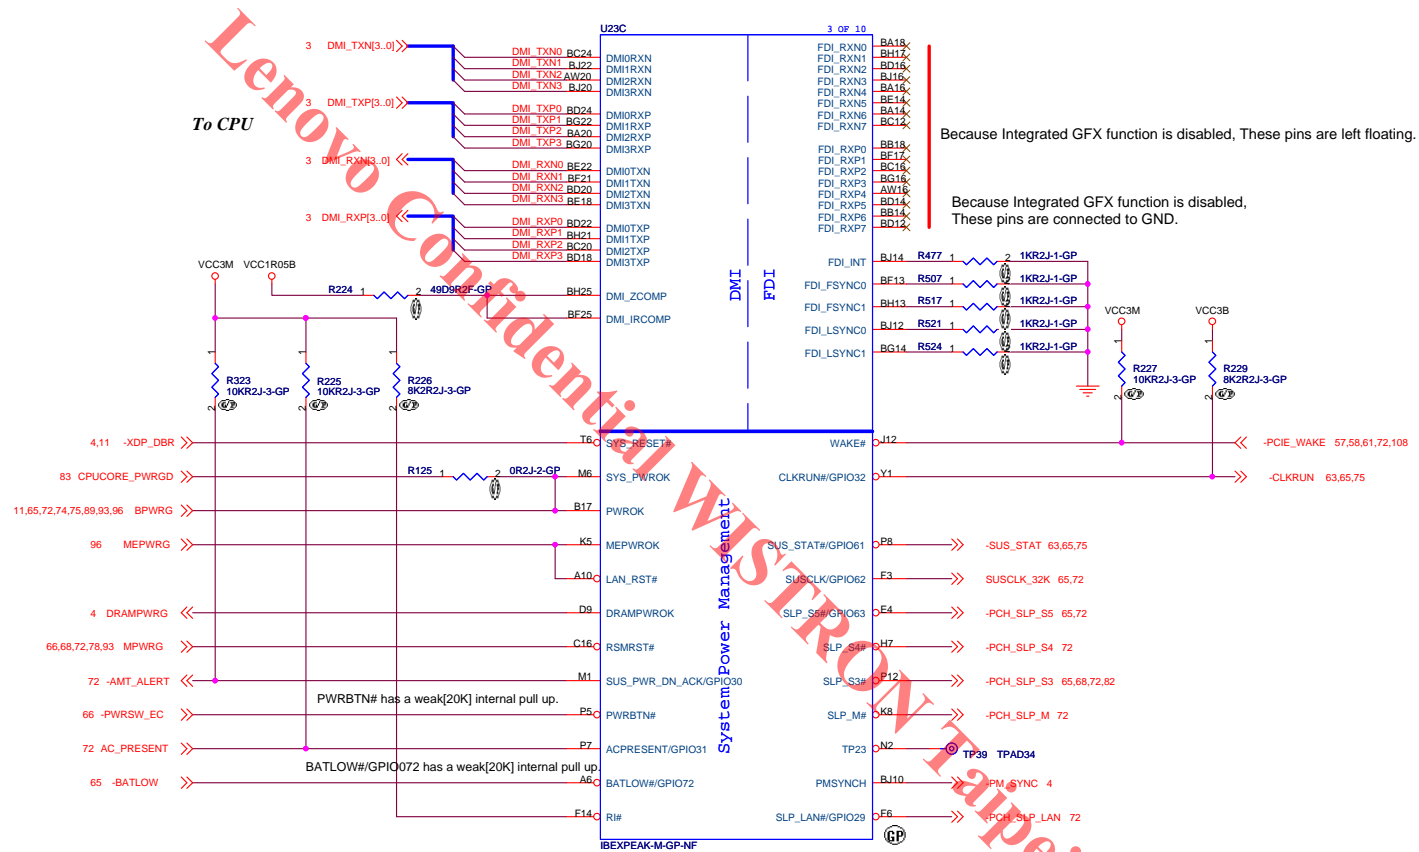 U23C
3 OF 10
3 DMI_TXN[3..0]
DMI_TXN0 BC24 DMI0RXN
DMI_TXN1 BJ22 DMI1RXN
DMI_TXN2 AW20 DMI2RXN
DMI_TXN3 BJ20 DMI3RXN
3 DMI_TXP[3..0]
DMI_TXP0 BD24 DMI0RXP
DMI_TXP1 BG22 DMI1RXP
DMI_TXP2 BA20 DMI2RXP
DMI_TXP3 BG20 DMI3RXP
To CPU
3 DMI_RXN[3..0]
DMI_RXN0 BE22 DMI0TXN
DMI_RXN1 BF21 DMI1TXN
DMI_RXN2 BD20 DMI2TXN
DMI_RXN3 BE18 DMI3TXN
3 DMI_RXP[3..0]
DMI_RXP0 BD22 DMI0TXP
DMI_RXP1 BH21 DMI1TXP
DMI_RXP2 BC20 DMI2TXP
DMI_RXP3 BD18 DMI3TXP
FDI_RXN0 BA18
FDI_RXN1 BH17
FDI_RXN2 BD16
FDI_RXN3 BJ16
FDI_RXN4 BA16
FDI_RXN5 BE14
FDI_RXN6 BA14
FDI_RXN7 BC12
FDI_RXP0 BB18
FDI_RXP1 BF17
FDI_RXP2 BC16
FDI_RXP3 BG16
FDI_RXP4 AW16
FDI_RXP5 BD14
FDI_RXP6 BB14
FDI_RXP7 BD12
Because Integrated GFX function is disabled, These pins are left floating.
Because Integrated GFX function is disabled,
These pins are connected to GND.
FDI_INT BJ14 R477 1 2 1KR2J-1-GP
FDI_FSYNC0 BF13 R507 1 2 1KR2J-1-GP
FDI_FSYNC1 BH13 R517 1 2 1KR2J-1-GP
FDI_LSYNC0 BJ12 R521 1 2 1KR2J-1-GP
FDI_LSYNC1 BG14 R524 1 2 1KR2J-1-GP
DMI
FDI
VCC3M VCC1R05B
R224 1 2 49D9R2F-GP BH25 DMI_ZCOMP
BF25 DMI_IRCOMP
1 R323 10KR2J-3-GP 2
1 R225 10KR2J-3-GP 2
1 R226 8K2R2J-3-GP 2
VCC3M VCC3B
1 R227 10KR2J-3-GP 2
1 R229 8K2R2J-3-GP 2
4,11 -XDP_DBR T6 SYS_RESET#
83 CPUCORE_PWRGD R125 1 2 0R2J-2-GP M6 SYS_PWROK
11,65,72,74,75,89,93,96 BPWRG B17 PWROK
96 MEPWRG K5 MEPWROK
A10 LAN_RST#
4 DRAMPWRG D9 DRAMPWROK
66,68,72,78,93 MPWRG C16 RSMRST#
72 -AMT_ALERT M1 SUS_PWR_DN_ACK/GPIO30
PWRBTN# has a weak[20K] internal pull up.
66 -PWRSW_EC P5 PWRBTN#
72 AC_PRESENT P7 ACPRESENT/GPIO31
BATLOW#/GPIO072 has a weak[20K] internal pull up.
65 -BATLOW A6 BATLOW#/GPIO72
F14 RI#
System Power Management
WAKE# J12 -PCIE_WAKE 57,58,61,72,108
CLKRUN#/GPIO32 Y1 -CLKRUN 63,65,75
SUS_STAT#/GPIO61 P8 -SUS_STAT 63,65,75
SUSCLK/GPIO62 F3 SUSCLK_32K 65,72
SLP_S5#/GPIO63 E4 -PCH_SLP_S5 65,72
SLP_S4# H7 -PCH_SLP_S4 72
SLP_S3# P12 -PCH_SLP_S3 65,68,72,82
SLP_M# K8 -PCH_SLP_M 72
TP23 N2 TP39 TPAD34
PMSYNCH BJ10 -PM_SYNC 4
SLP_LAN#/GPIO29 F6 -PCH_SLP_LAN 72
GP
IBEXPEAK-M-GP-NF
Lenovo Confidential WISTRON Taipei